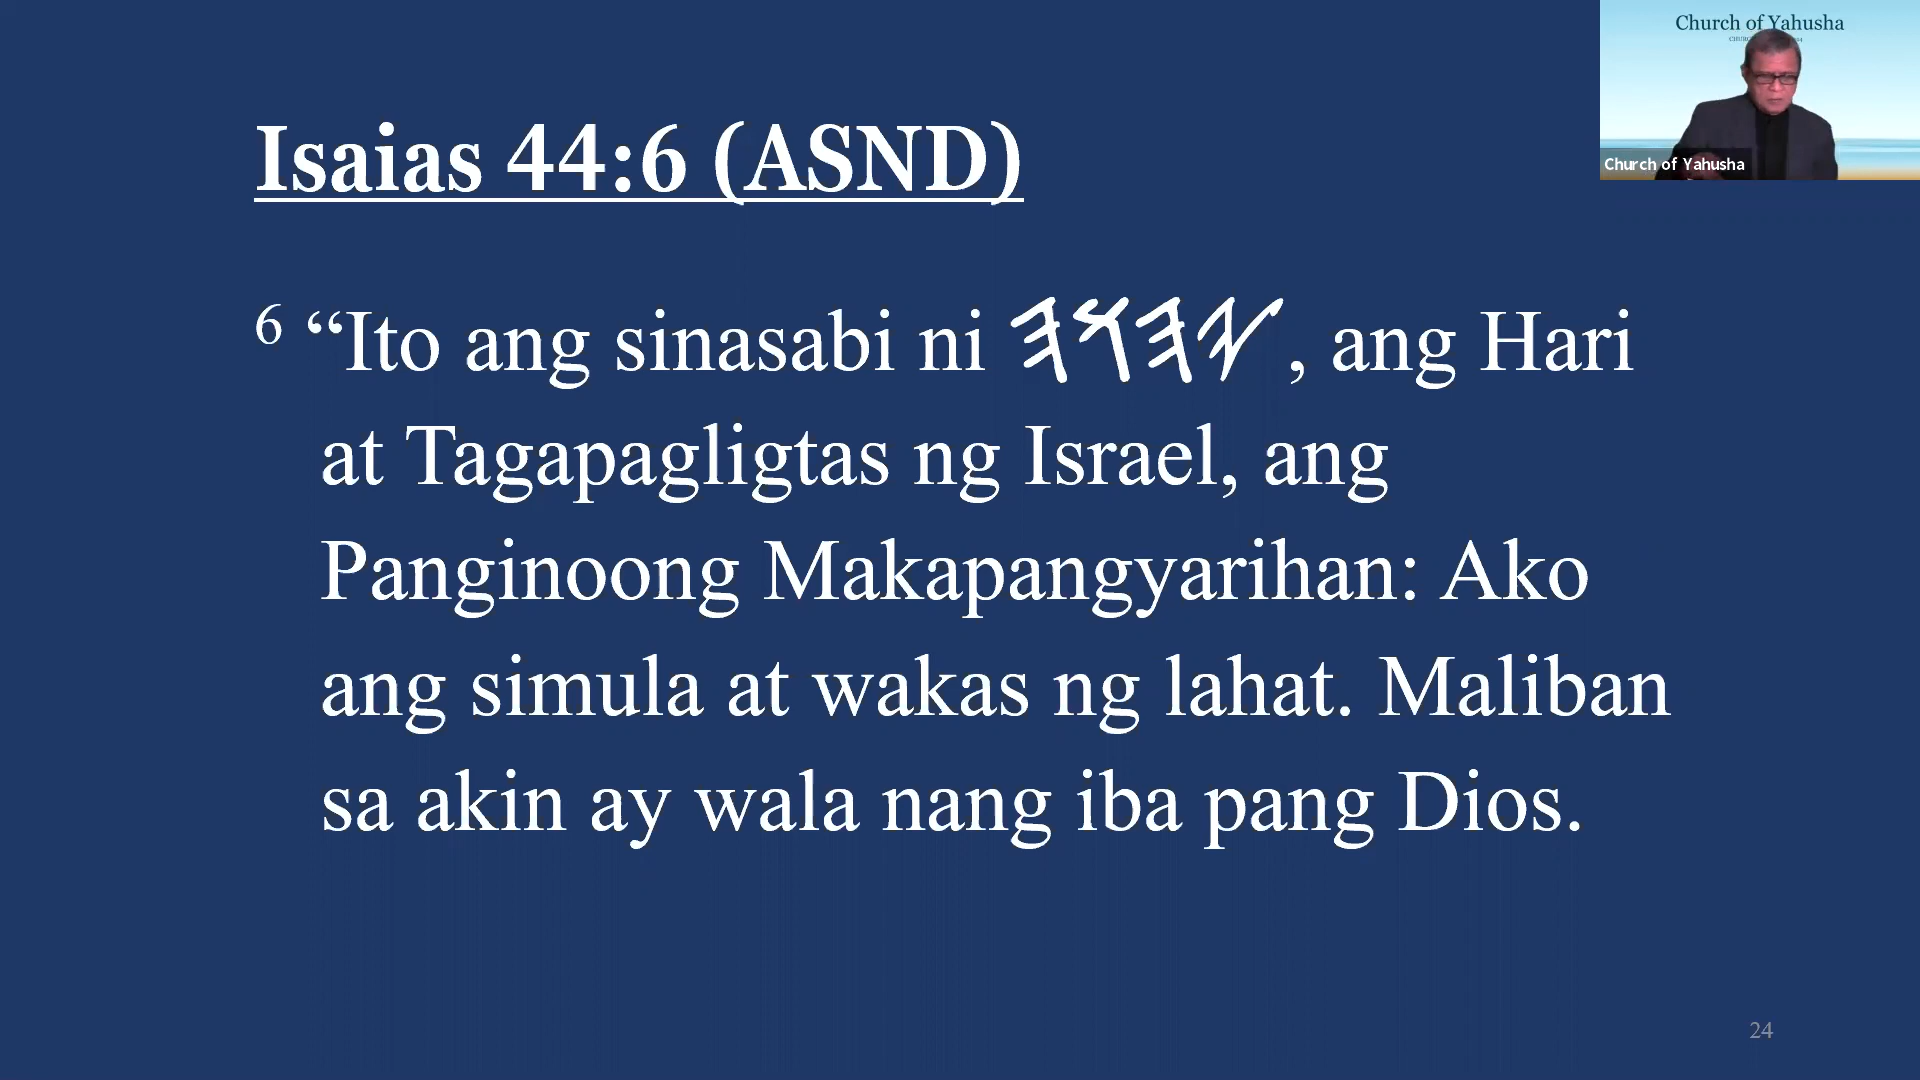 Church of Yahusha
Isaias 44:6 (ASND)
6 “Ito ang sinasabi ni 𐤉𐤄𐤅𐤄 , ang Hari
at Tagapagligtas ng Israel, ang
Panginoong Makapangyarihan: Ako
ang simula at wakas ng lahat. Maliban
sa akin ay wala nang iba pang Dios.
Church of Yahusha
24